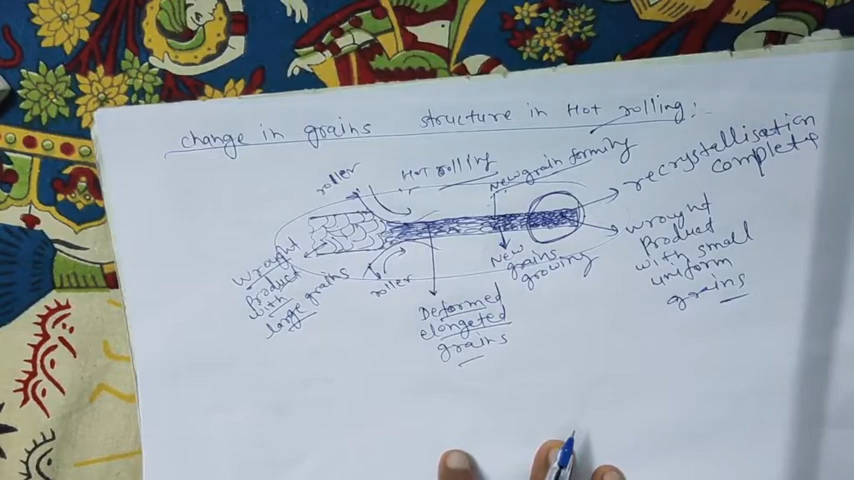 change in grains structure in Hot rolling:-
roller
Hot rolling
New grain forming
recrystallisation
complete
wrought
product
with
large grains
roller
Deformed
elongeted
grains
New
grains
growing
wrought
product
with small
uniform
grains